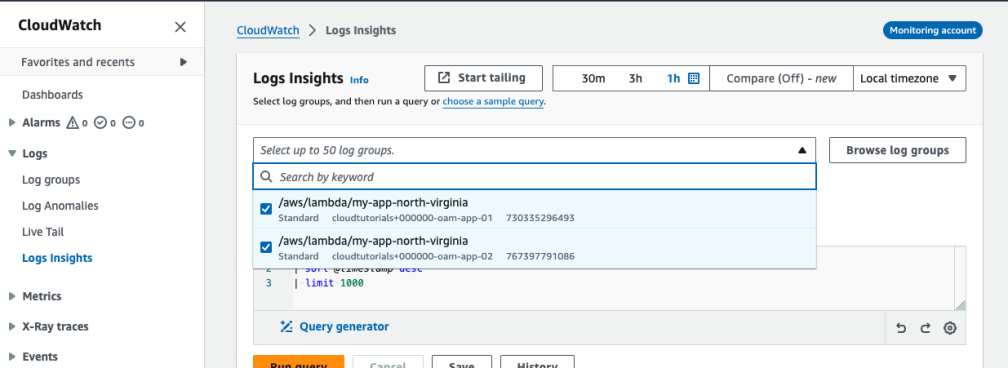 CloudWatch
Favorites and recents
Dashboards
Alarms 0 0 0
Logs
Log groups
Log Anomalies
Live Tail
Logs Insights
Metrics
X-Ray traces
Events
CloudWatch > Logs Insights
Monitoring account
Logs Insights Info
Start tailing
30m 3h 1h
Compare (Off) - new
Local timezone
Select log groups, and then run a query or choose a sample query.
Select up to 50 log groups.
Browse log groups
Search by keyword
/aws/lambda/my-app-north-virginia
Standard cloudtutorials+000000-oam-app-01 730335296493
/aws/lambda/my-app-north-virginia
Standard cloudtutorials+000000-oam-app-02 767397791086
2 | sort @timestamp desc
3 | limit 1000
Query generator
Run query
Cancel
Save
History